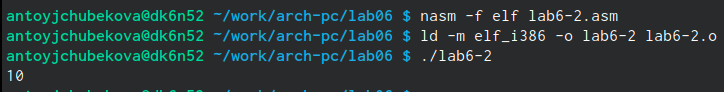 antoyjchubekova@dk6n52 ~/work/arch-pc/lab06 $ nasm -f elf lab6-2.asm
antoyjchubekova@dk6n52 ~/work/arch-pc/lab06 $ ld -m elf_i386 -o lab6-2 lab6-2.o
antoyjchubekova@dk6n52 ~/work/arch-pc/lab06 $ ./lab6-2
10